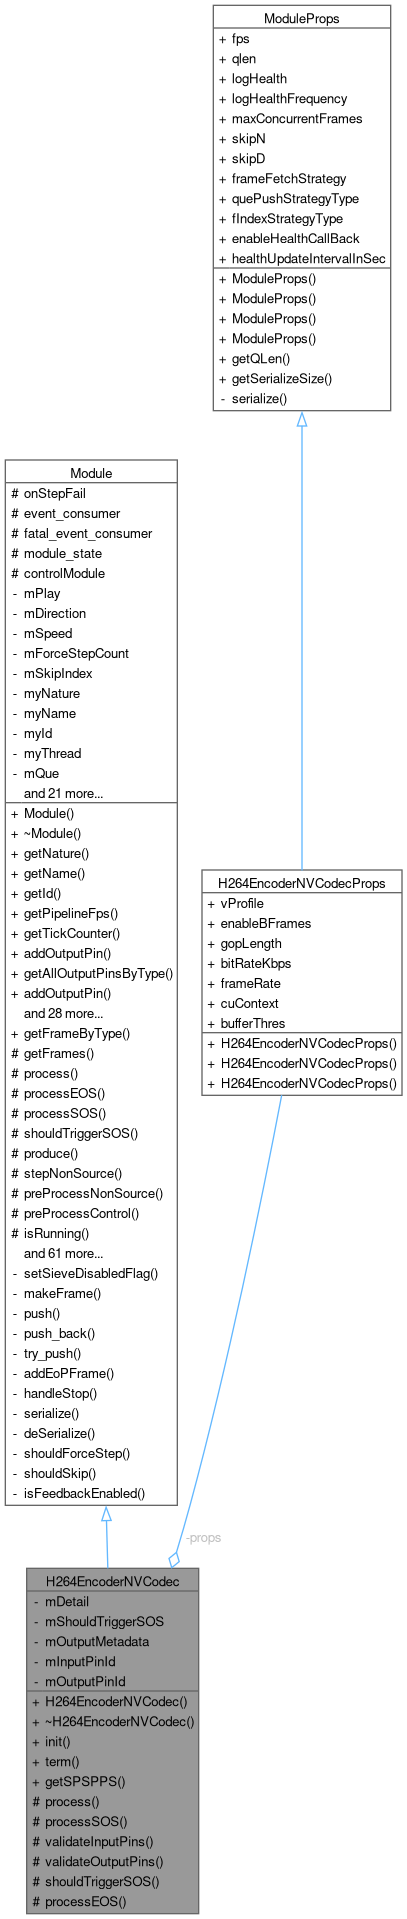 ModuleProps
+ fps
+ qlen
+ logHealth
+ logHealthFrequency
+ maxConcurrentFrames
+ skipN
+ skipD
+ frameFetchStrategy
+ quePushStrategyType
+ fIndexStrategyType
+ enableHealthCallBack
+ healthUpdateIntervalInSec
+ ModuleProps()
+ ModuleProps()
+ ModuleProps()
+ ModuleProps()
+ getQLen()
+ getSerializeSize()
- serialize()
Module
# onStepFail
# event_consumer
# fatal_event_consumer
# module_state
# controlModule
- mPlay
- mDirection
- mSpeed
- mForceStepCount
- mSkipIndex
- myNature
- myName
- myId
- myThread
- mQue
and 21 more...
+ Module()
+ ~Module()
+ getNature()
+ getName()
+ getId()
+ getPipelineFps()
+ getTickCounter()
+ addOutputPin()
+ getAllOutputPinsByType()
+ addOutputPin()
and 28 more...
+ getFrameByType()
# getFrames()
# process()
# processEOS()
# processSOS()
# shouldTriggerSOS()
# produce()
# stepNonSource()
# preProcessNonSource()
# preProcessControl()
# isRunning()
and 61 more...
- setSieveDisabledFlag()
- makeFrame()
- push()
- push_back()
- try_push()
- addEoPFrame()
- handleStop()
- serialize()
- deSerialize()
- shouldForceStep()
- shouldSkip()
- isFeedbackEnabled()
H264EncoderNVCodecProps
+ vProfile
+ enableBFrames
+ gopLength
+ bitRateKbps
+ frameRate
+ cuContext
+ bufferThres
+ H264EncoderNVCodecProps()
+ H264EncoderNVCodecProps()
+ H264EncoderNVCodecProps()
-props
H264EncoderNVCodec
- mDetail
- mShouldTriggerSOS
- mOutputMetadata
- mInputPinId
- mOutputPinId
+ H264EncoderNVCodec()
+ ~H264EncoderNVCodec()
+ init()
+ term()
+ getSPSPPS()
# process()
# processSOS()
# validateInputPins()
# validateOutputPins()
# shouldTriggerSOS()
# processEOS()